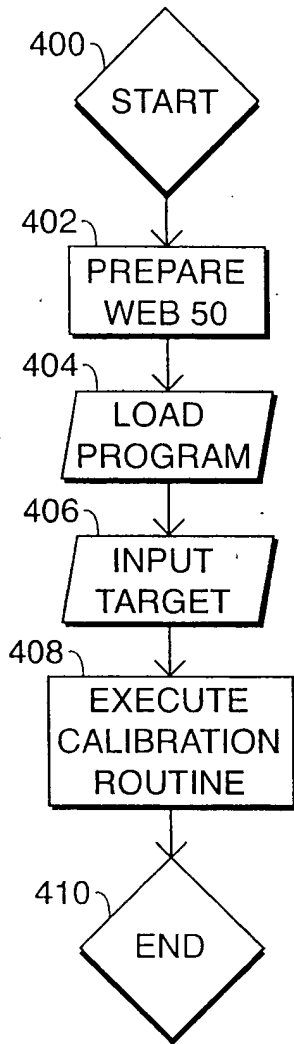 400
START
402
PREPARE
WEB 50
404
LOAD
PROGRAM
406
INPUT
TARGET
408
EXECUTE
CALIBRATION
ROUTINE
410
END